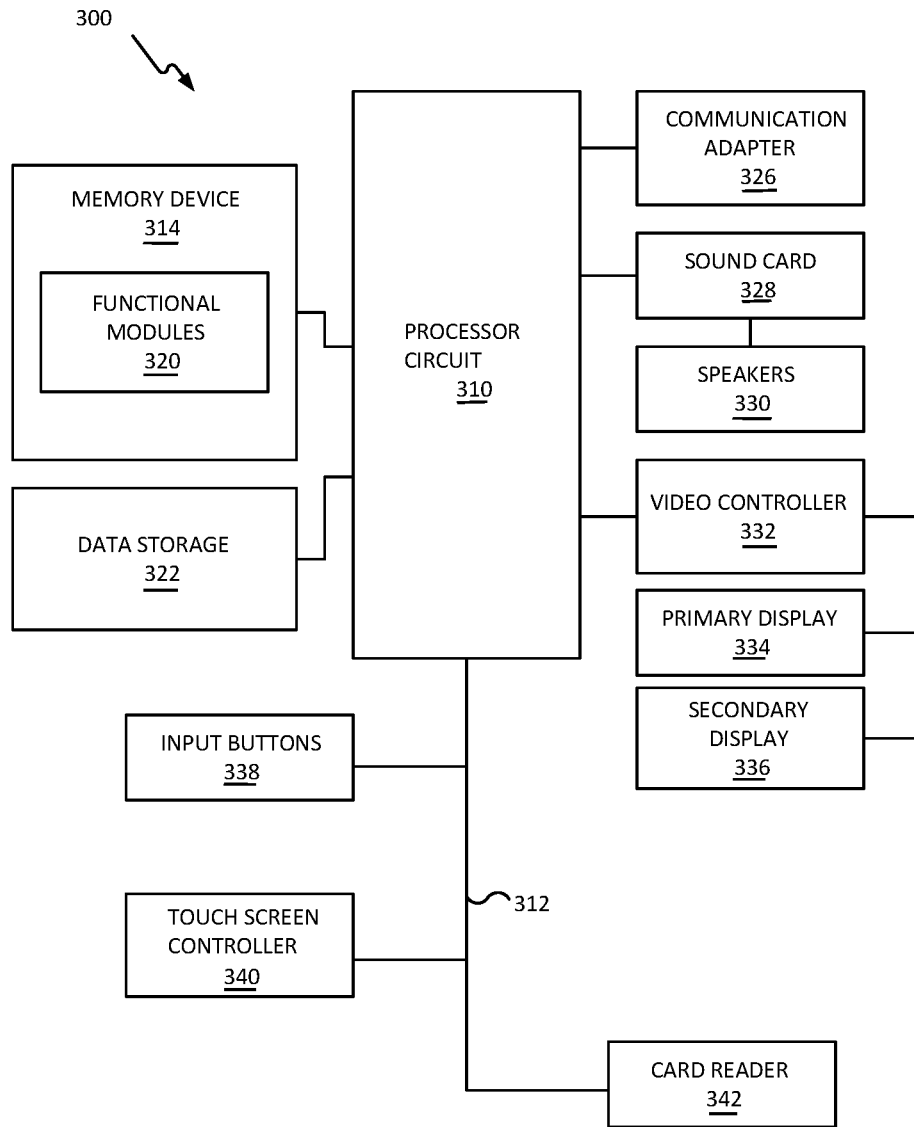 300
MEMORY DEVICE
314
FUNCTIONAL
MODULES
320
DATA STORAGE
322
PROCESSOR
CIRCUIT
310
COMMUNICATION
ADAPTER
326
SOUND CARD
328
SPEAKERS
330
VIDEO CONTROLLER
332
PRIMARY DISPLAY
334
SECONDARY
DISPLAY
336
INPUT BUTTONS
338
312
TOUCH SCREEN
CONTROLLER
340
CARD READER
342